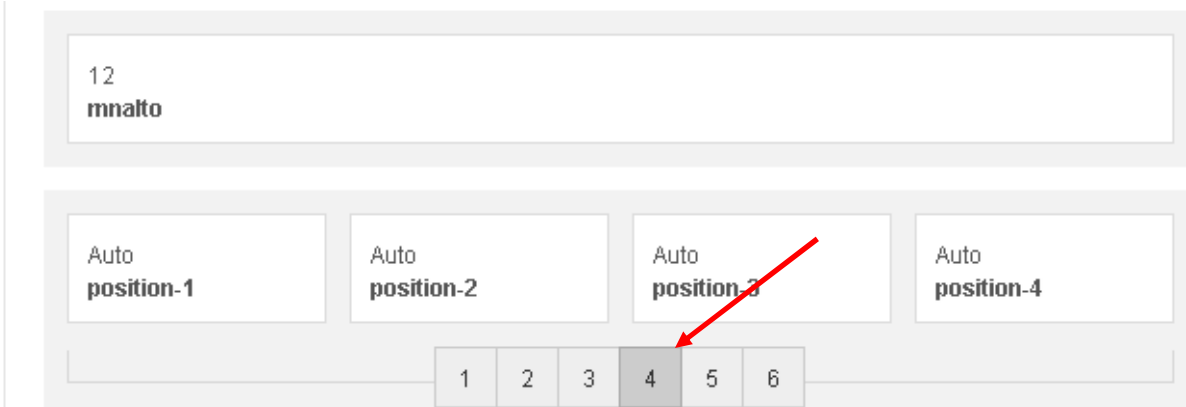 12
mnalto
Auto Auto Auto Auto
position-1 position-2 position-3 position-4
1 2 3 4 5 6